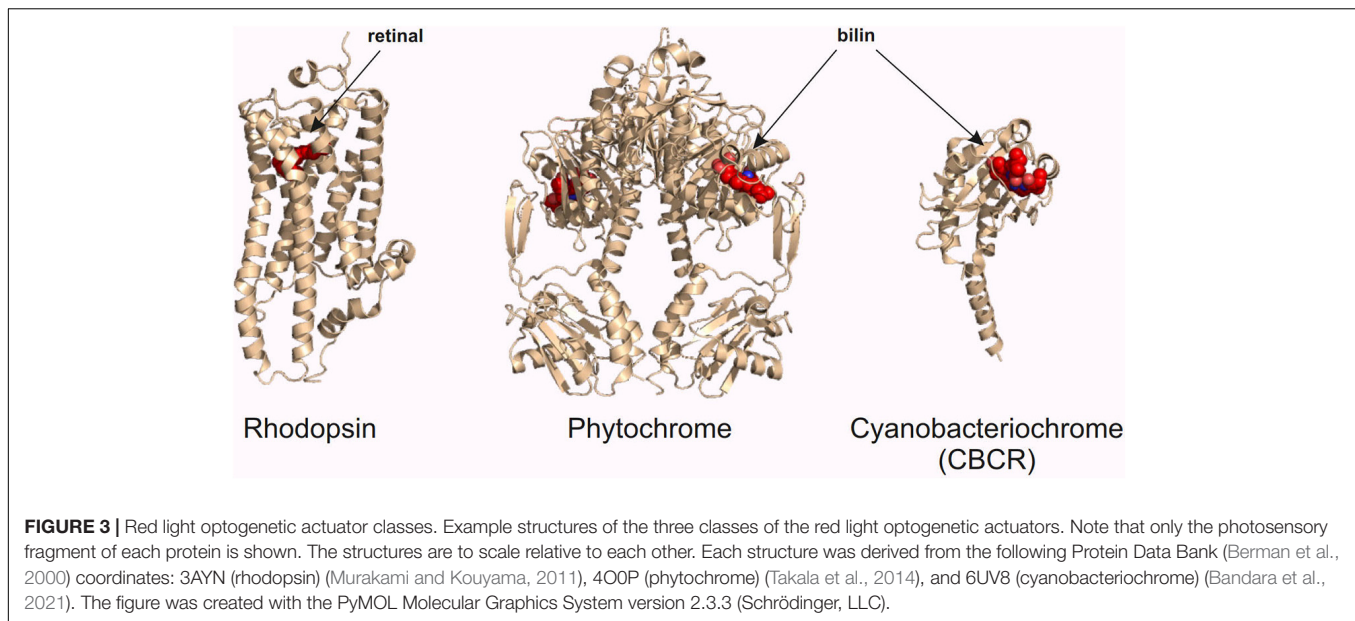 retinal
bilin
Rhodopsin
Phytochrome
Cyanobacteriochrome
(CBCR)
FIGURE 3 | Red light optogenetic actuator classes. Example structures of the three classes of the red light optogenetic actuators. Note that only the photosensory
fragment of each protein is shown. The structures are to scale relative to each other. Each structure was derived from the following Protein Data Bank (Berman et al.,
2000) coordinates: 3AYN (rhodopsin) (Murakami and Kouyama, 2011), 4O0P (phytochrome) (Takala et al., 2014), and 6UV8 (cyanobacteriochrome) (Bandara et al.,
2021). The figure was created with the PyMOL Molecular Graphics System version 2.3.3 (Schrödinger, LLC).